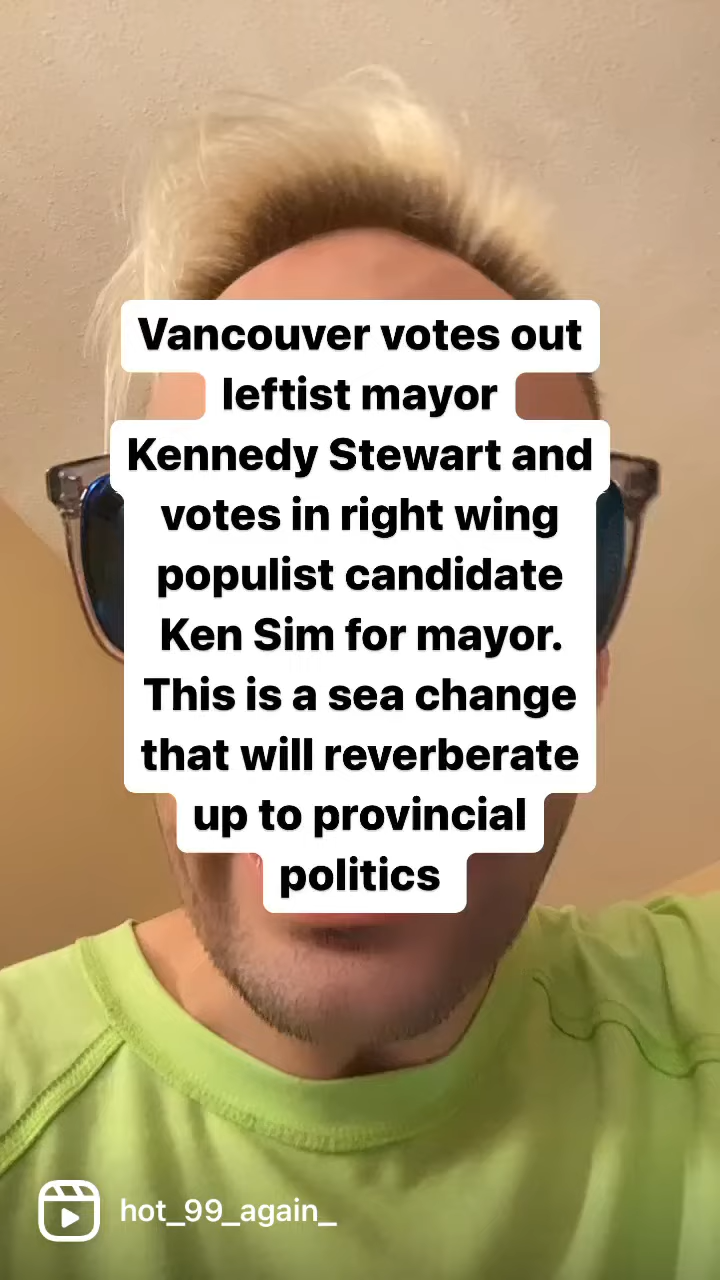 Vancouver votes out
leftist mayor
Kennedy Stewart and
votes in right wing
populist candidate
Ken Sim for mayor.
This is a sea change
that will reverberate
up to provincial
politics
hot_99_again_